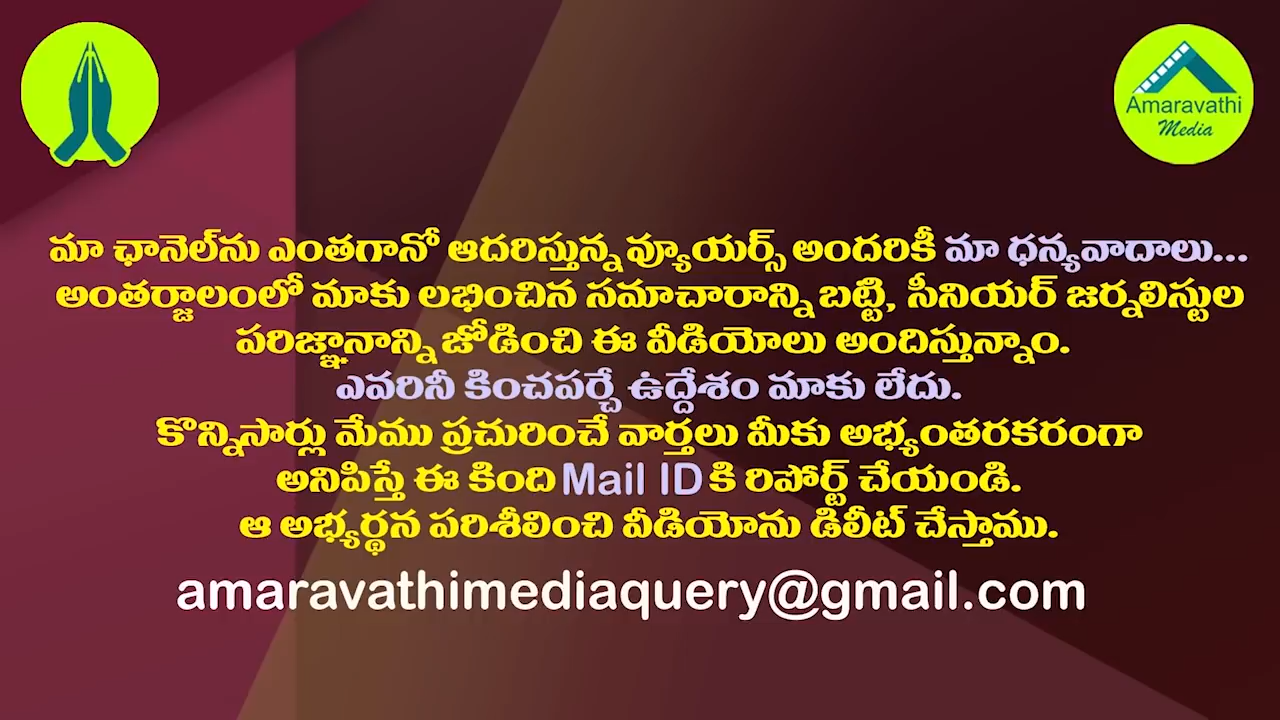 Amaravathi
Media
మా ఛానెల్‌ను ఎంతగానో ఆదరిస్తున్న వ్యూయర్స్ అందరికీ మా ధన్యవాదాలు...
అంతర్జాలంలో మాకు లభించిన సమాచారాన్ని బట్టి, సీనియర్ జర్నలిస్టుల
పరిజ్ఞానాన్ని జోడించి ఈ వీడియోలు అందిస్తున్నాం.
ఎవరినీ కించపర్చే ఉద్దేశం మాకు లేదు.
కొన్నిసార్లు మేము ప్రచురించే వార్తలు మీకు అభ్యంతరకరంగా
అనిపిస్తే ఈ కింది Mail ID కి రిపోర్ట్ చేయండి.
ఆ అభ్యర్థన పరిశీలించి వీడియోను డిలీట్ చేస్తాము.
amaravathimediaquery@gmail.com